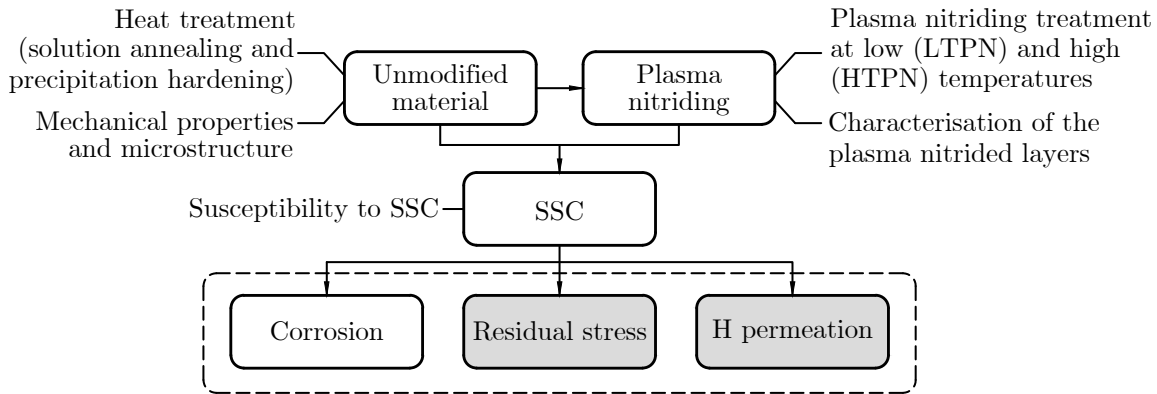 Heat treatment
(solution annealing and
precipitation hardening)
Mechanical properties
and microstructure
Unmodified
material
Plasma
nitriding
Plasma nitriding treatment
at low (LTPN) and high
(HTPN) temperatures
Characterisation of the
plasma nitrided layers
Susceptibility to SSC
SSC
Corrosion
Residual stress
H permeation